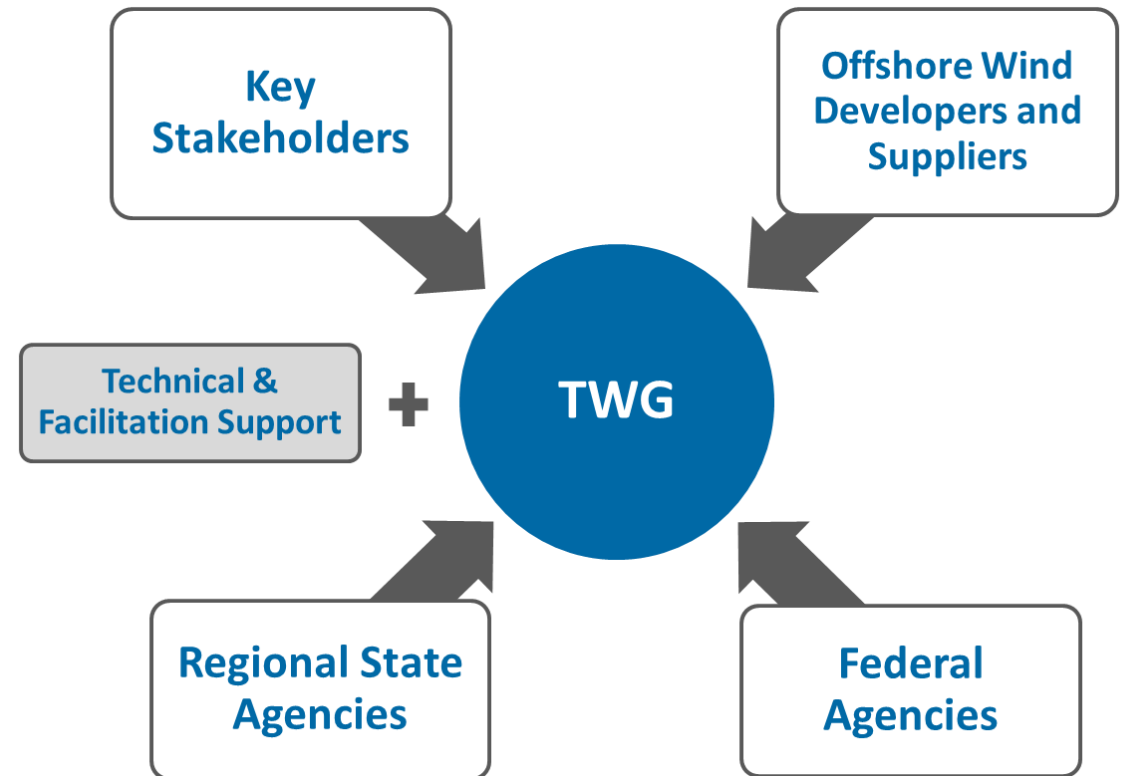 Key
Stakeholders
Offshore Wind
Developers and
Suppliers
Technical &
Facilitation Support
+
TWG
Regional State
Agencies
Federal
Agencies